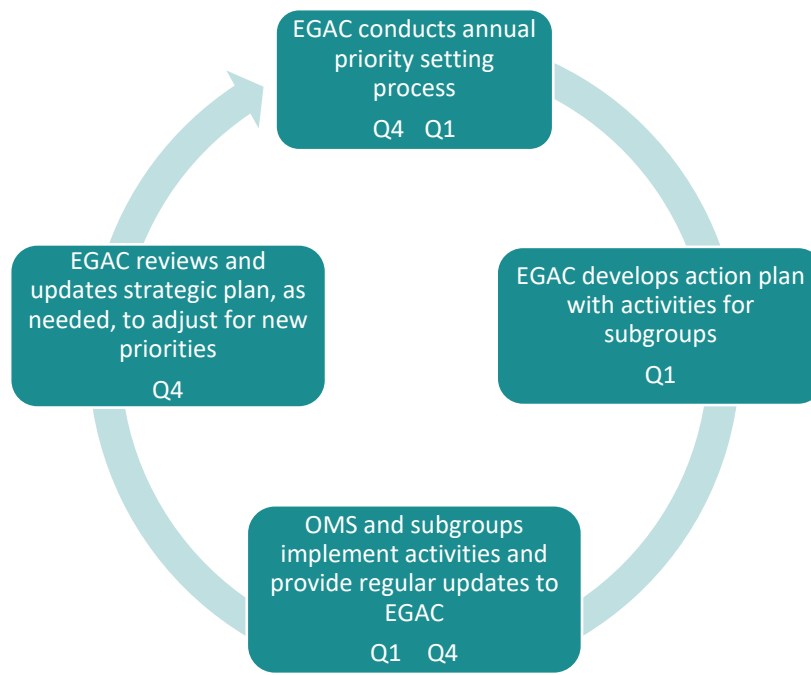 EGAC conducts annual
priority setting
process
Q4 Q1
EGAC develops action plan
with activities for
subgroups
Q1
OMS and subgroups
implement activities and
provide regular updates to
EGAC
Q1 Q4
EGAC reviews and
updates strategic plan, as
needed, to adjust for new
priorities
Q4